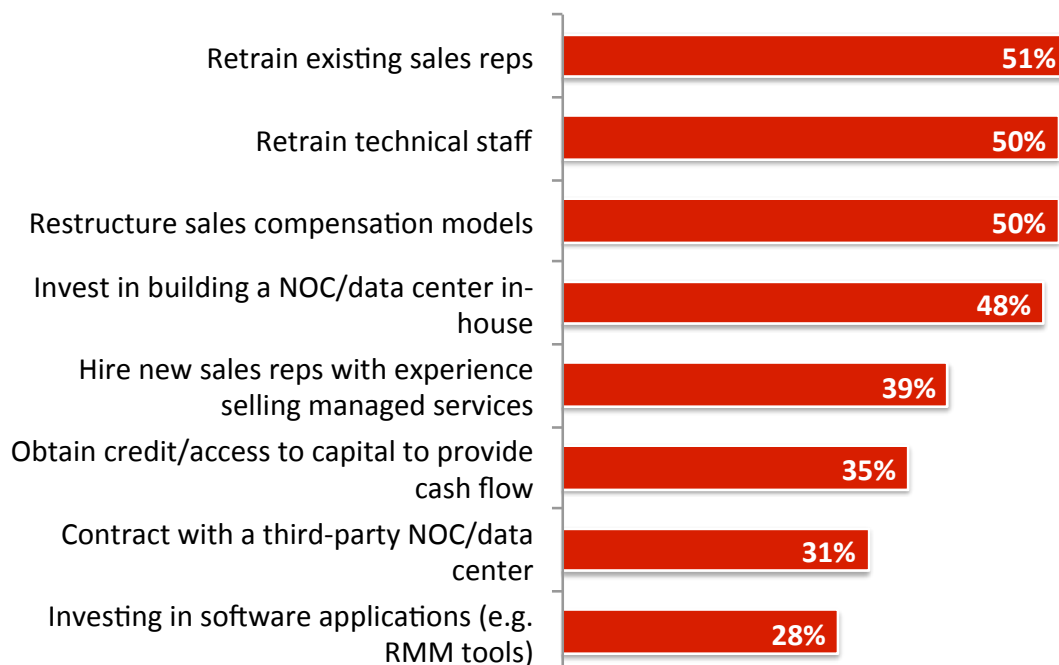 Retrain existing sales reps
51%
Retrain technical staff
50%
Restructure sales compensation models
50%
Invest in building a NOC/data center in-
house
48%
Hire new sales reps with experience
selling managed services
39%
Obtain credit/access to capital to provide
cash flow
35%
Contract with a third-party NOC/data
center
31%
Investing in software applications (e.g.
RMM tools)
28%